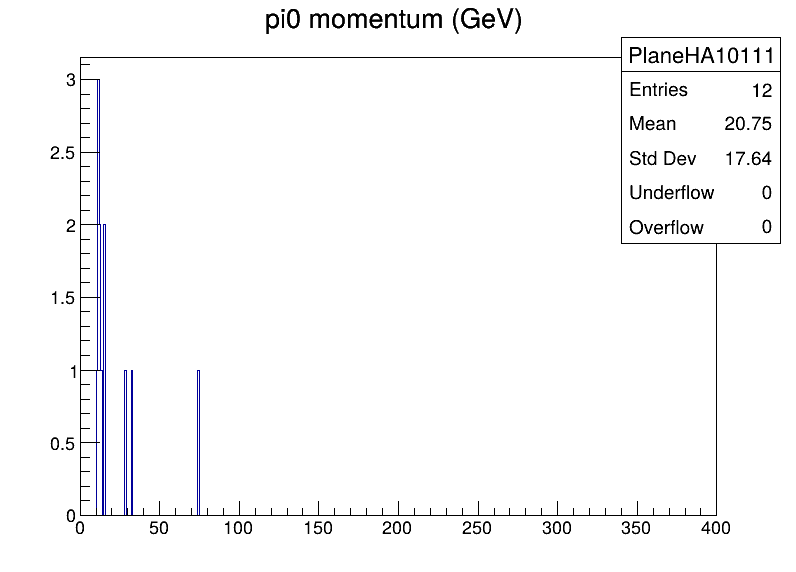 pi0 momentum (GeV)
PlaneHA10111
Entries 12
Mean 20.75
Std Dev 17.64
Underflow 0
Overflow 0
3
2.5
2
1.5
1
0.5
0
0 50 100 150 200 250 300 350 400